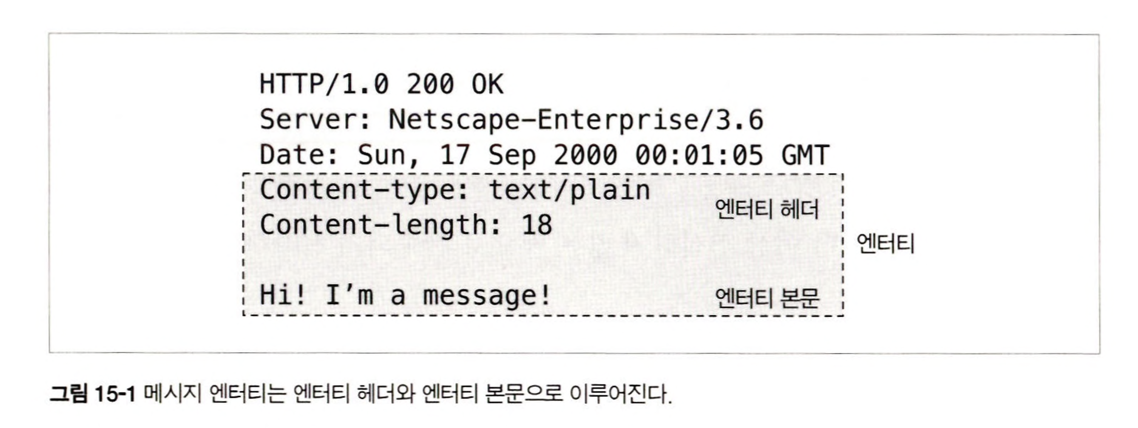 HTTP/1.0 200 OK
Server: Netscape-Enterprise/3.6
Date: Sun, 17 Sep 2000 00:01:05 GMT
Content-type: text/plain
엔터티 헤더
Content-length: 18
엔터티
Hi! I'm a message!
엔터티 본문
그림 15-1 메시지 엔터티는 엔터티 헤더와 엔터티 본문으로 이루어진다.